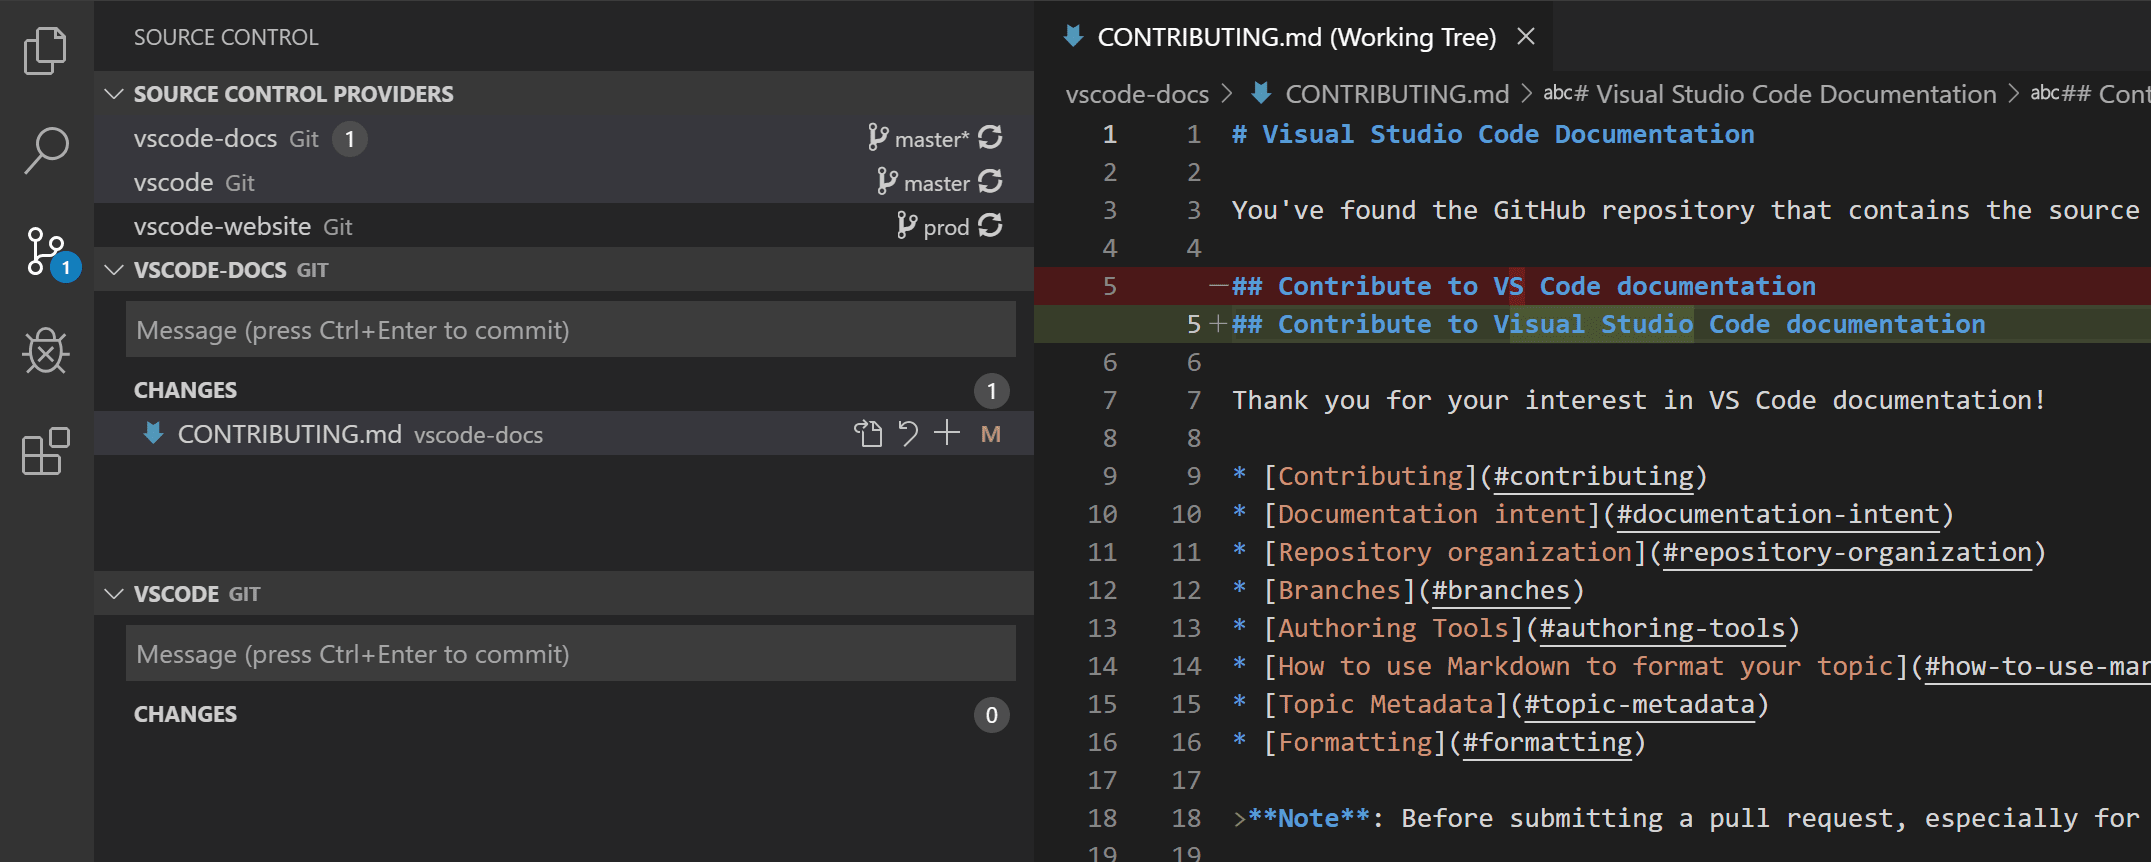 SOURCE CONTROL
SOURCE CONTROL PROVIDERS
vscode-docs Git 1 master*
vscode Git master
vscode-website Git prod
1
VSCODE-DOCS GIT
Message (press Ctrl+Enter to commit)
CHANGES 1
CONTRIBUTING.md vscode-docs M
VSCODE GIT
Message (press Ctrl+Enter to commit)
CHANGES 0
CONTRIBUTING.md (Working Tree)
vscode-docs > CONTRIBUTING.md > abc# Visual Studio Code Documentation > abc## Cont
1 1 # Visual Studio Code Documentation
2 2
3 3 You've found the GitHub repository that contains the source
4 4
5 —## Contribute to VS Code documentation
5 +## Contribute to Visual Studio Code documentation
6 6
7 7 Thank you for your interest in VS Code documentation!
8 8
9 9 * [Contributing](#contributing)
10 10 * [Documentation intent](#documentation-intent)
11 11 * [Repository organization](#repository-organization)
12 12 * [Branches](#branches)
13 13 * [Authoring Tools](#authoring-tools)
14 14 * [How to use Markdown to format your topic](#how-to-use-mar
15 15 * [Topic Metadata](#topic-metadata)
16 16 * [Formatting](#formatting)
17 17
18 18 >**Note**: Before submitting a pull request, especially for
19 19